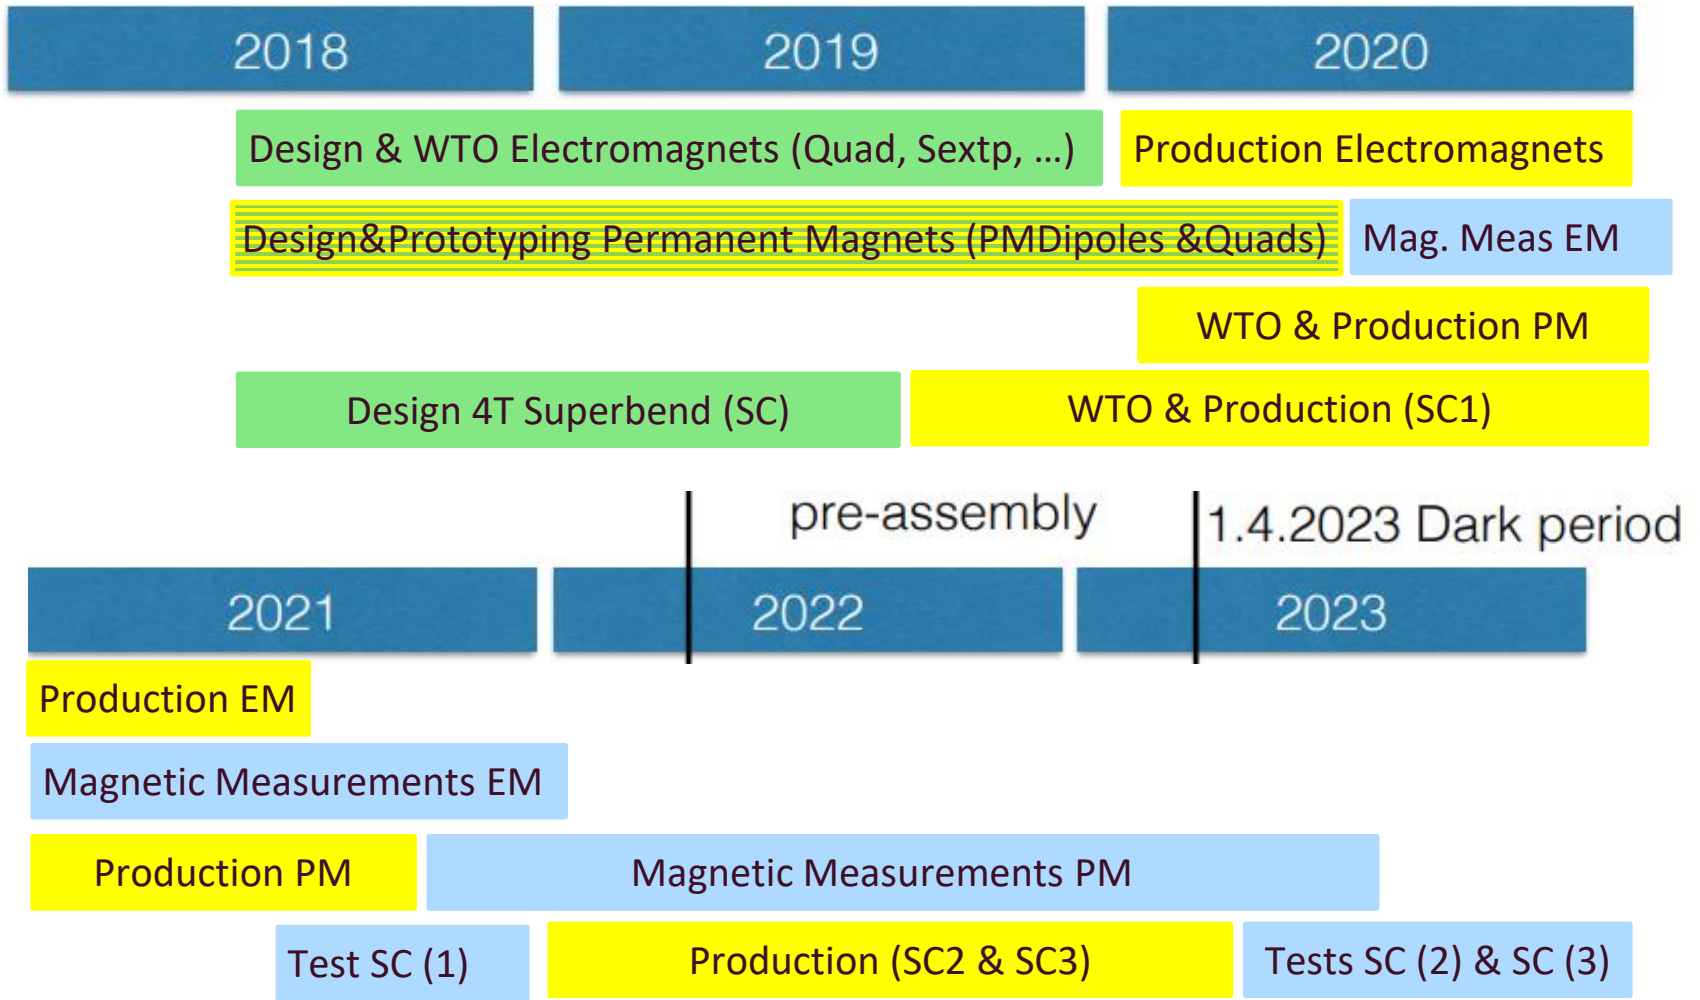 2018 2019 2020
Design & WTO Electromagnets (Quad, Sextp, …) Production Electromagnets
Design&Prototyping Permanent Magnets (PMDipoles &Quads) Mag. Meas EM
WTO & Production PM
Design 4T Superbend (SC) WTO & Production (SC1)
pre-assembly 1.4.2023 Dark period
2021 2022 2023
Production EM
Magnetic Measurements EM
Production PM Magnetic Measurements PM
Test SC (1) Production (SC2 & SC3) Tests SC (2) & SC (3)